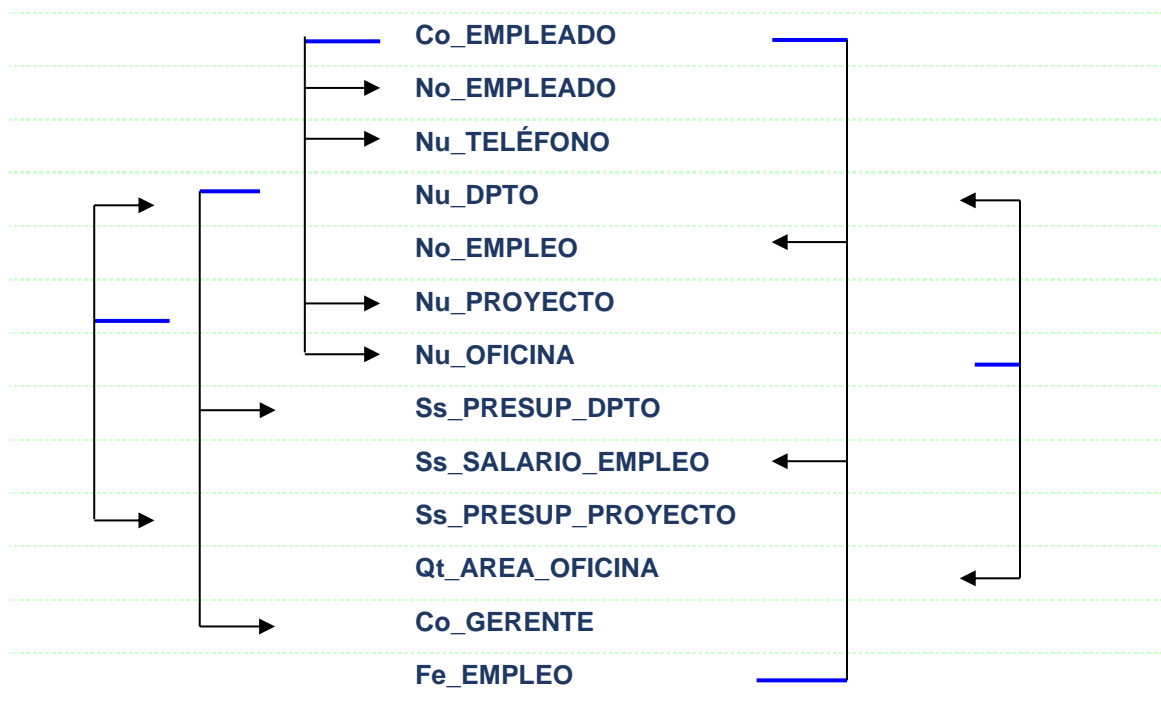 Co_EMPLEADO
No_EMPLEADO
Nu_TELÉFONO
Nu_DPTO
No_EMPLEO
Nu_PROYECTO
Nu_OFICINA
Ss_PRESUP_DPTO
Ss_SALARIO_EMPLEO
Ss_PRESUP_PROYECTO
Qt_AREA_OFICINA
Co_GERENTE
Fe_EMPLEO